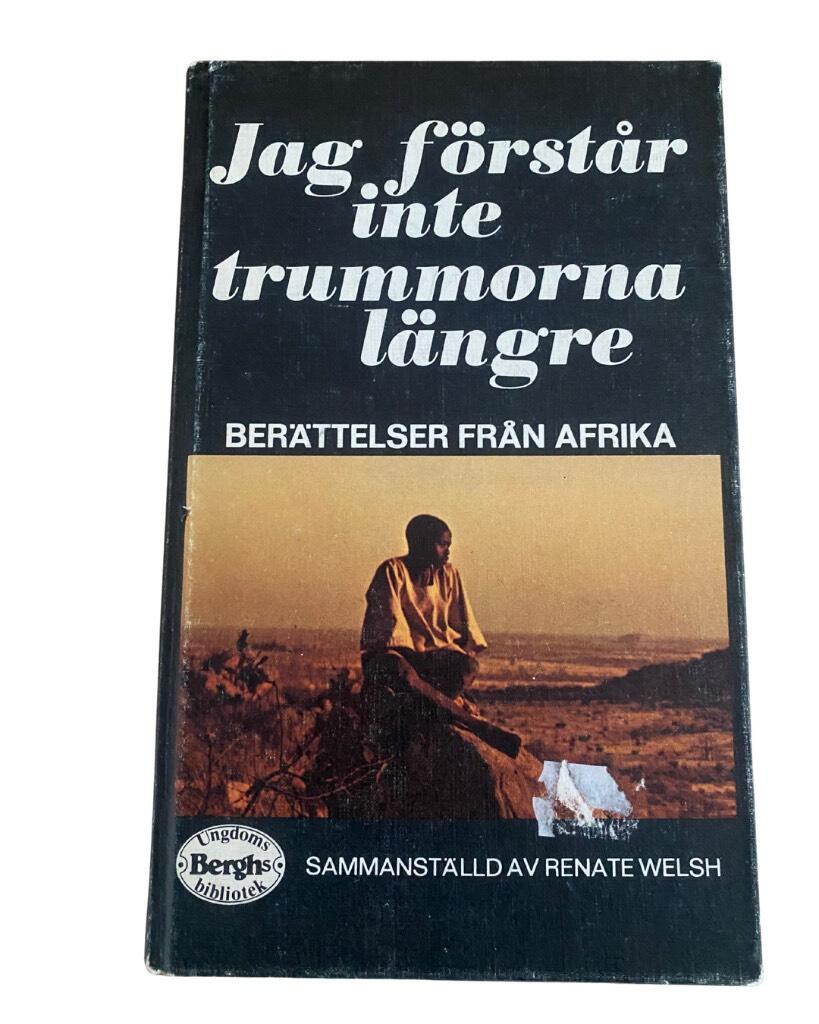 Jag förstår
inte
trummorna
längre
BERÄTTELSER FRÅN AFRIKA
Ungdoms
Berghs
bibliotek
SAMMANSTÄLLD AV RENATE WELSH